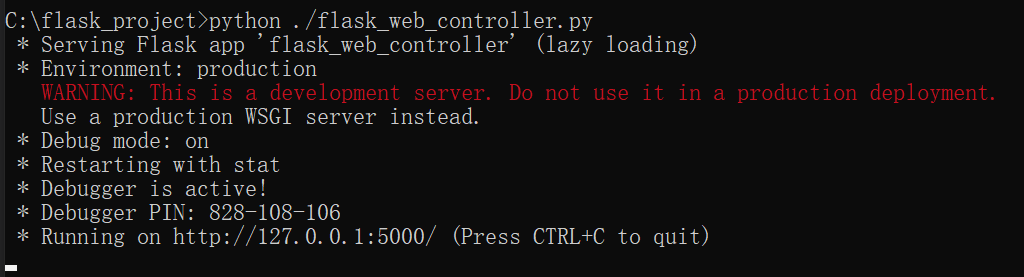 C:\flask_project>python ./flask_web_controller.py
* Serving Flask app 'flask_web_controller' (lazy loading)
* Environment: production
WARNING: This is a development server. Do not use it in a production deployment.
Use a production WSGI server instead.
* Debug mode: on
* Restarting with stat
* Debugger is active!
* Debugger PIN: 828-108-106
* Running on http://127.0.0.1:5000/ (Press CTRL+C to quit)